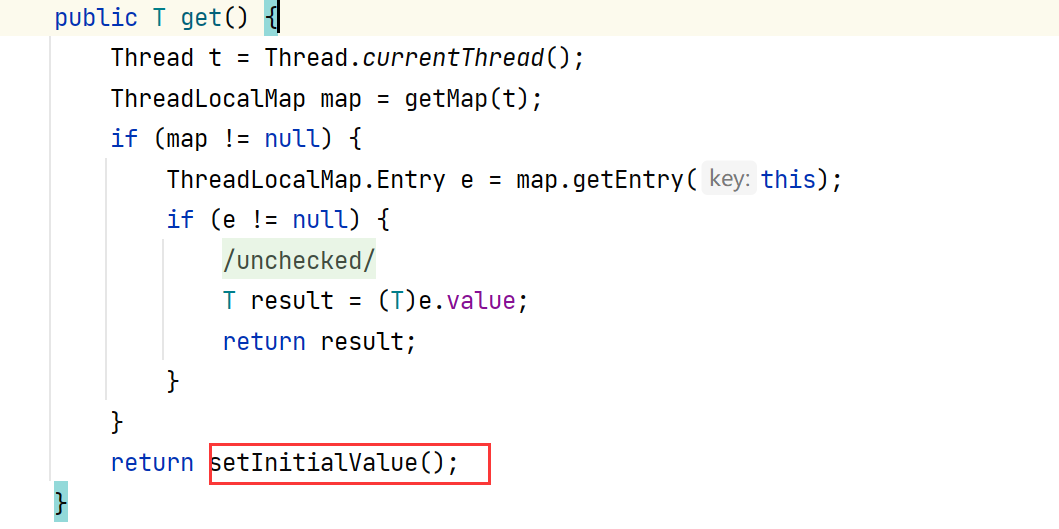 public T get() {
Thread t = Thread.currentThread();
ThreadLocalMap map = getMap(t);
if (map != null) {
ThreadLocalMap.Entry e = map.getEntry( key: this);
if (e != null) {
/unchecked/
T result = (T)e.value;
return result;
}
}
return setInitialValue();
}